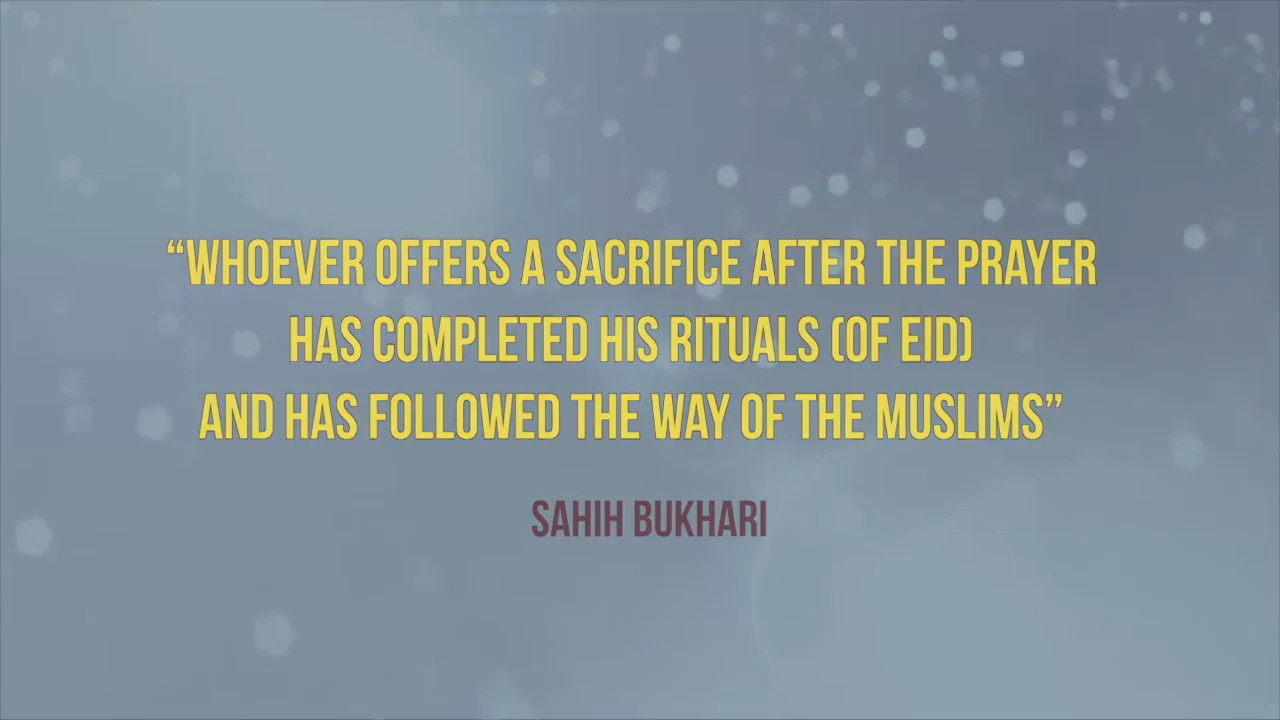 “WHOEVER OFFERS A SACRIFICE AFTER THE PRAYER
HAS COMPLETED HIS RITUALS (OF EID)
AND HAS FOLLOWED THE WAY OF THE MUSLIMS”
SAHIH BUKHARI